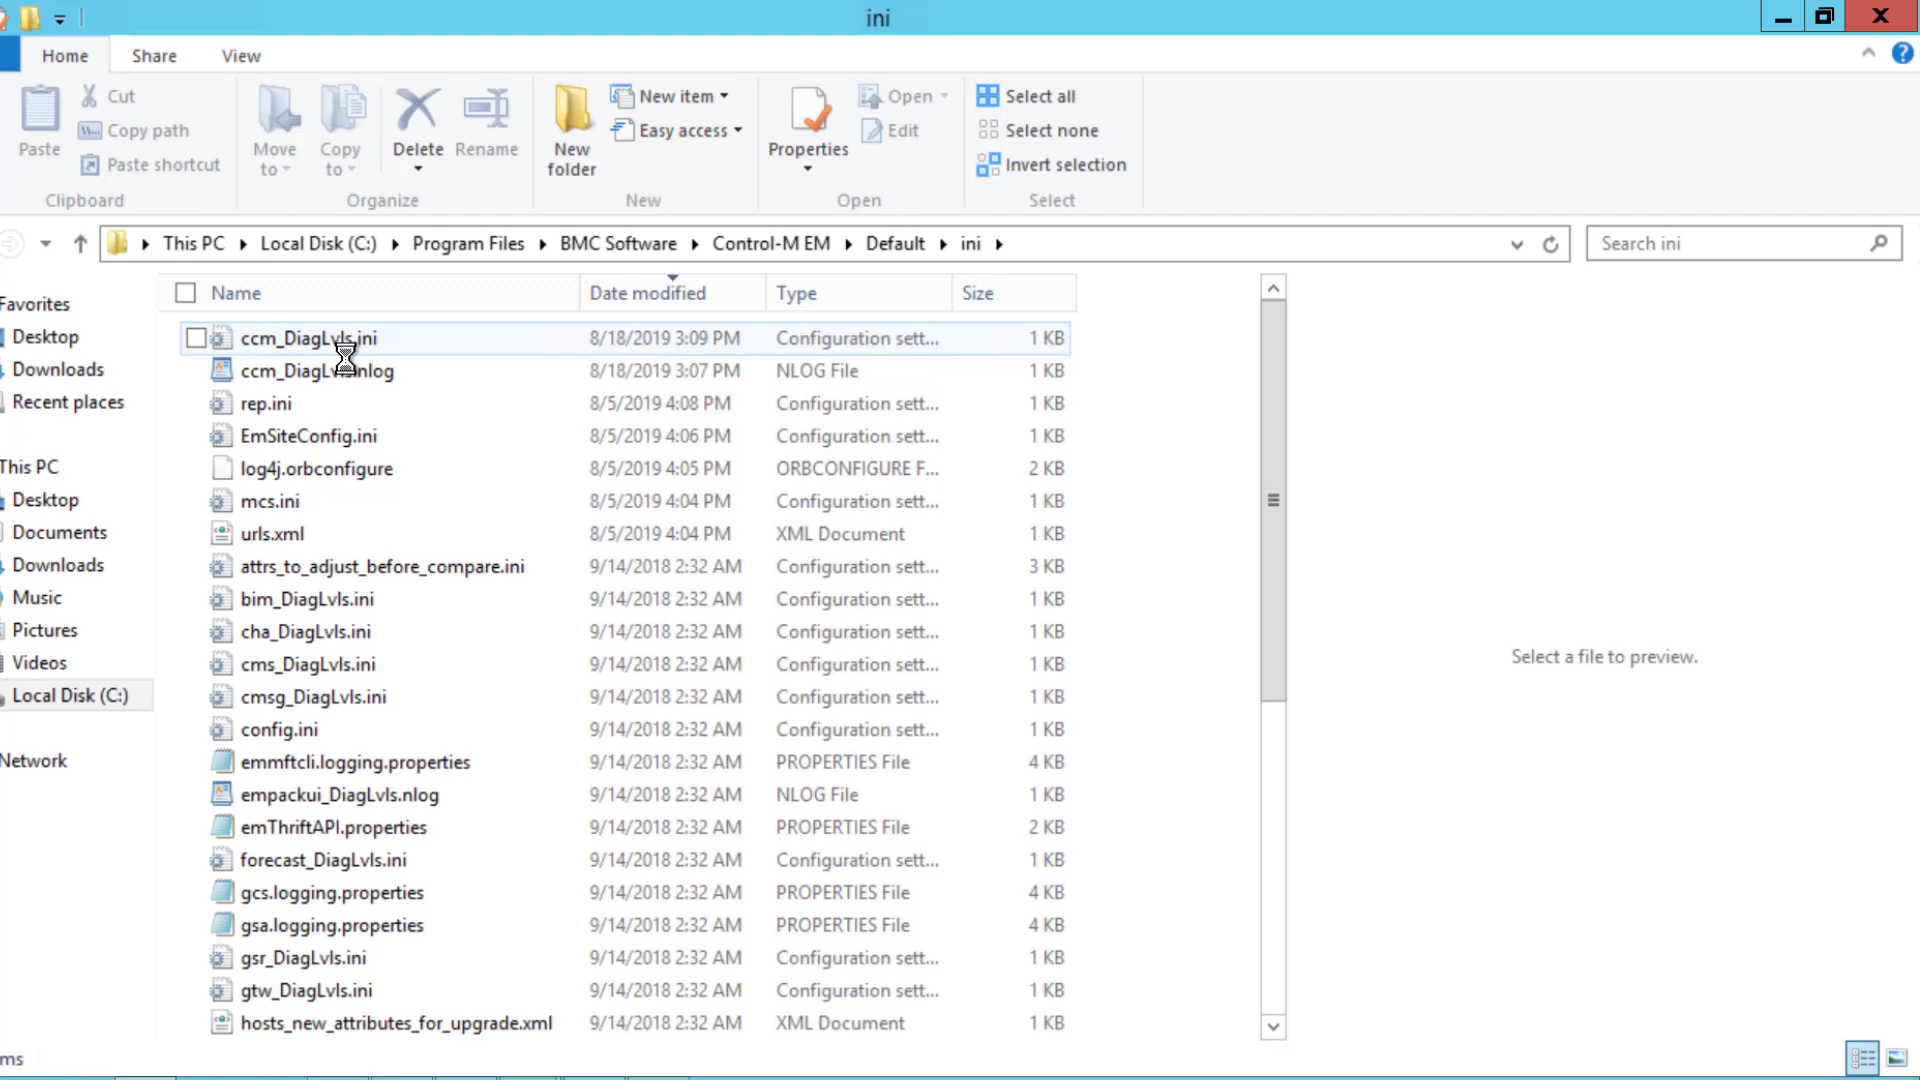 ini
Home Share View
Cut
Copy path
Paste shortcut
Paste
Clipboard
Move to
Copy to
Delete
Rename
Organize
New folder
New item
Easy access
New
Properties
Open
Edit
Open
Select all
Select none
Invert selection
Select
This PC Local Disk (C:) Program Files BMC Software Control-M EM Default ini
Search ini
Favorites
Desktop
Downloads
Recent places
This PC
Desktop
Documents
Downloads
Music
Pictures
Videos
Local Disk (C:)
Network
Name Date modified Type Size
ccm_DiagLvls.ini 8/18/2019 3:09 PM Configuration sett... 1 KB
ccm_DiagLvls.nlog 8/18/2019 3:07 PM NLOG File 1 KB
rep.ini 8/5/2019 4:08 PM Configuration sett... 1 KB
EmSiteConfig.ini 8/5/2019 4:06 PM Configuration sett... 1 KB
log4j.orbconfigure 8/5/2019 4:05 PM ORBCONFIGURE F... 2 KB
mcs.ini 8/5/2019 4:04 PM Configuration sett... 1 KB
urls.xml 8/5/2019 4:04 PM XML Document 1 KB
attrs_to_adjust_before_compare.ini 9/14/2018 2:32 AM Configuration sett... 3 KB
bim_DiagLvls.ini 9/14/2018 2:32 AM Configuration sett... 1 KB
cha_DiagLvls.ini 9/14/2018 2:32 AM Configuration sett... 1 KB
cms_DiagLvls.ini 9/14/2018 2:32 AM Configuration sett... 1 KB
cmsg_DiagLvls.ini 9/14/2018 2:32 AM Configuration sett... 1 KB
config.ini 9/14/2018 2:32 AM Configuration sett... 1 KB
emmftcli.logging.properties 9/14/2018 2:32 AM PROPERTIES File 4 KB
empackui_DiagLvls.nlog 9/14/2018 2:32 AM NLOG File 1 KB
emThriftAPI.properties 9/14/2018 2:32 AM PROPERTIES File 2 KB
forecast_DiagLvls.ini 9/14/2018 2:32 AM Configuration sett... 1 KB
gcs.logging.properties 9/14/2018 2:32 AM PROPERTIES File 4 KB
gsa.logging.properties 9/14/2018 2:32 AM PROPERTIES File 4 KB
gsr_DiagLvls.ini 9/14/2018 2:32 AM Configuration sett... 1 KB
gtw_DiagLvls.ini 9/14/2018 2:32 AM Configuration sett... 1 KB
hosts_new_attributes_for_upgrade.xml 9/14/2018 2:32 AM XML Document 1 KB
Select a file to preview.
ms